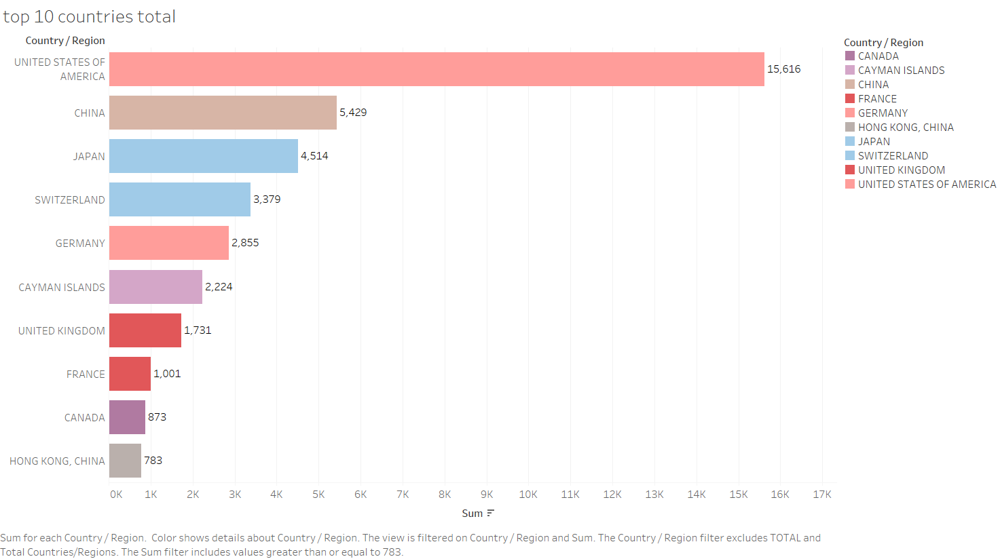 top 10 countries total
Country / Region
UNITED STATES OF
AMERICA
15,616
CHINA
5,429
JAPAN
4,514
SWITZERLAND
3,379
GERMANY
2,855
CAYMAN ISLANDS
2,224
UNITED KINGDOM
1,731
FRANCE
1,001
CANADA
873
HONG KONG, CHINA
783
0K 1K 2K 3K 4K 5K 6K 7K 8K 9K 10K 11K 12K 13K 14K 15K 16K 17K
Sum
Country / Region
CANADA
CAYMAN ISLANDS
CHINA
FRANCE
GERMANY
HONG KONG, CHINA
JAPAN
SWITZERLAND
UNITED KINGDOM
UNITED STATES OF AMERICA
Sum for each Country / Region.  Color shows details about Country / Region. The view is filtered on Country / Region and Sum. The Country / Region filter excludes TOTAL and
Total Countries/Regions. The Sum filter includes values greater than or equal to 783.